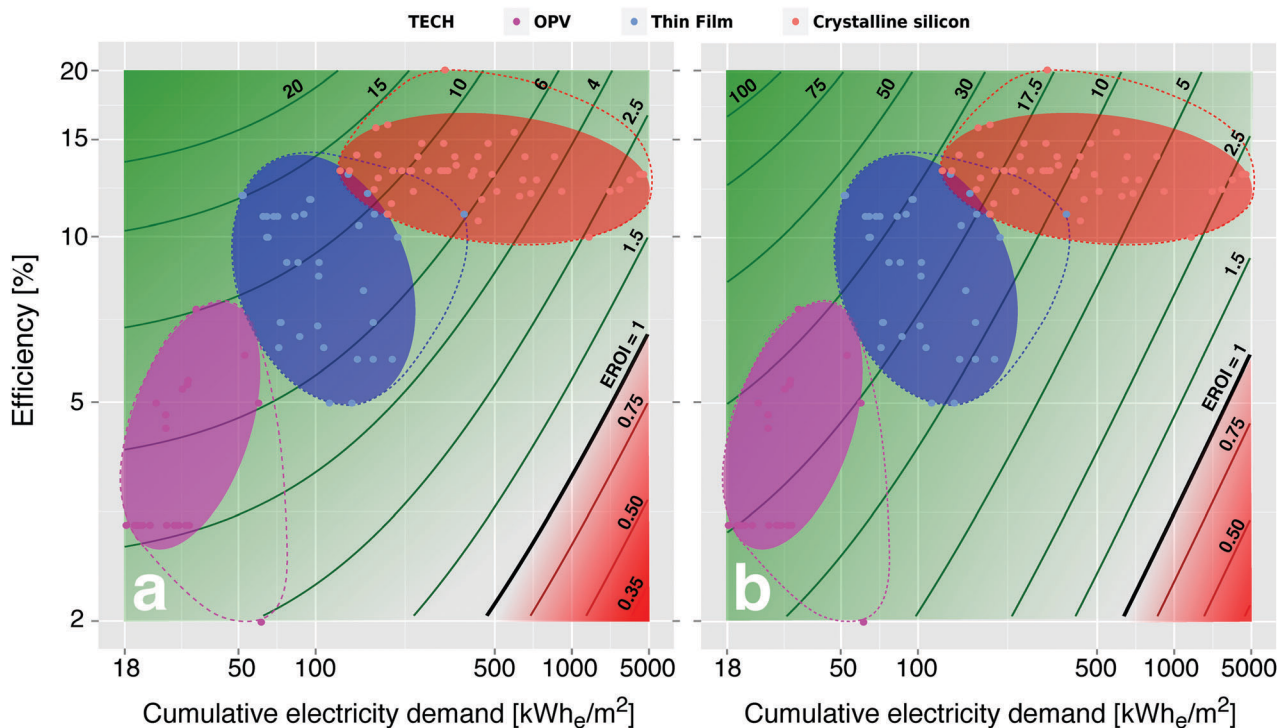 TECH OPV Thin Film Crystalline silicon
Efficiency [%]
20
15
10
5
2
20 15 10 6 4
2.5
1.5
EROI = 1
0.75
0.50
0.35
a
18 50 100 500 1000 5000
Cumulative electricity demand [kWhe/m²]
100 75 50 30 17.5 10 5
2.5
1.5
EROI = 1
0.75
0.50
b
18 50 100 500 1000 5000
Cumulative electricity demand [kWhe/m²]